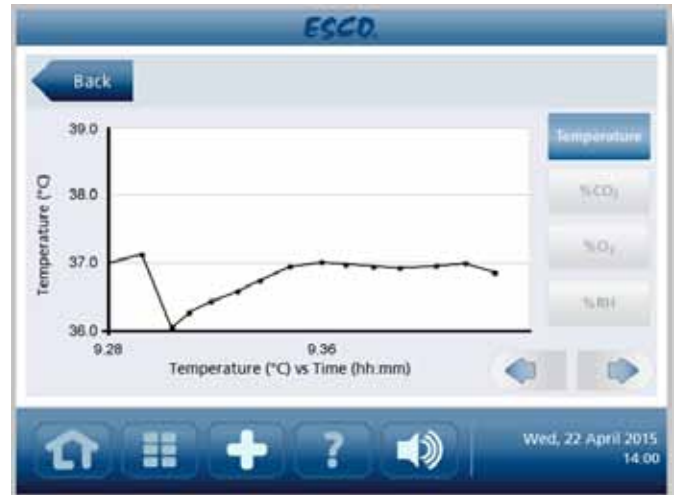 ESCO.
Back
Temperature
%CO₂
%O₂
%RH
39.0
38.0
37.0
36.0
Temperature (°C)
9.28
9.36
Temperature (°C) vs Time (hh.mm)
?
Wed, 22 April 2015
14:00